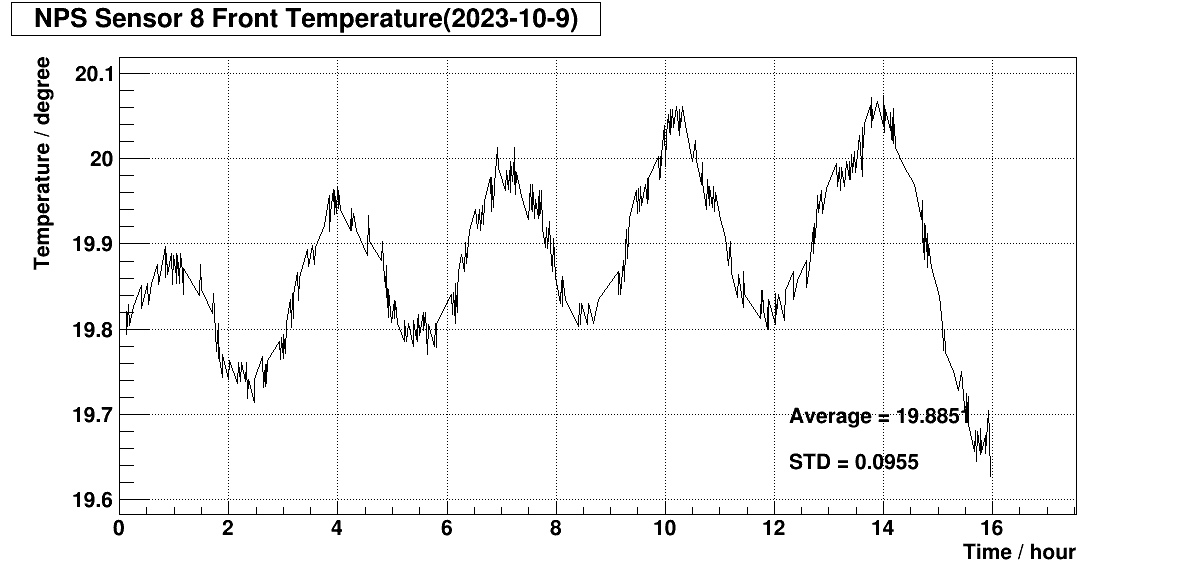 NPS Sensor 8 Front Temperature(2023-10-9)
Temperature / degree
20.1
20
19.9
19.8
19.7
19.6
Average = 19.8851
STD = 0.0955
0 2 4 6 8 10 12 14 16
Time / hour